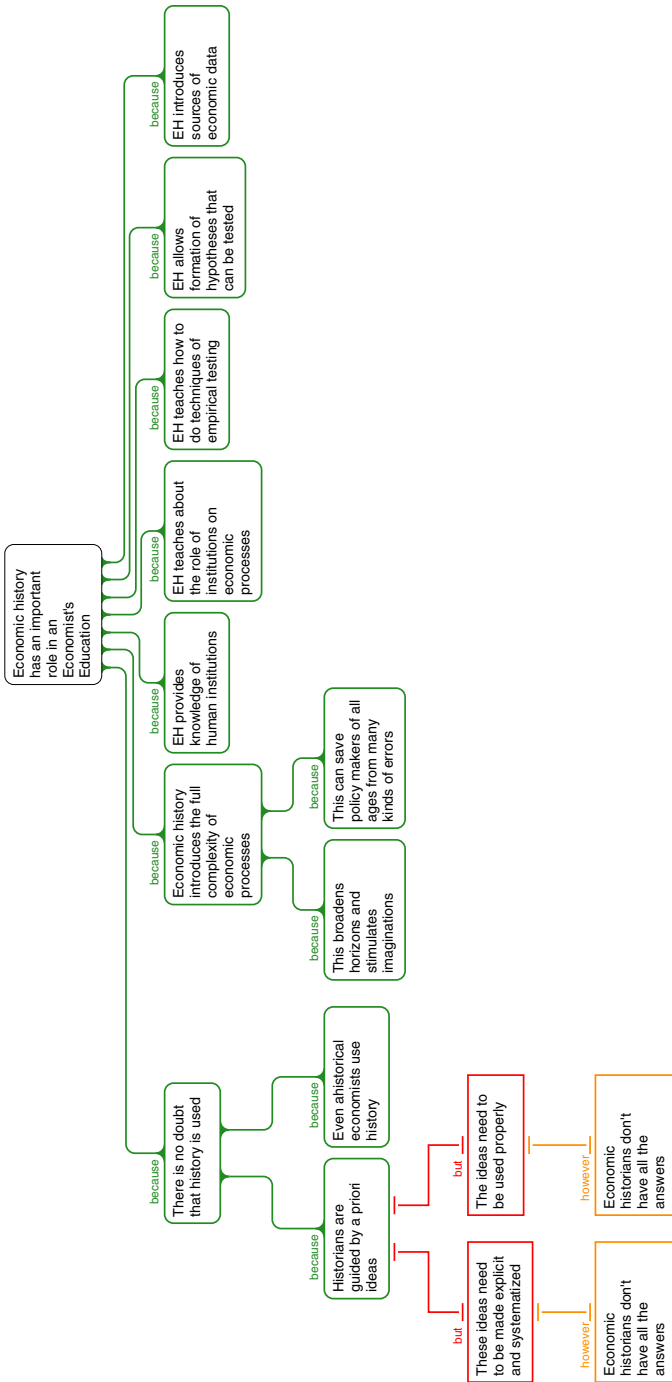 Economic history
has an important
role in an
Economist's
Education
because
There is no doubt
that history is used
because
Historians are
guided by a priori
ideas
but
These ideas need
to be made explicit
and systematized
however
Economic
historians don't
have all the
answers
but
The ideas need to
be used properly
however
Economic
historians don't
have all the
answers
because
Even ahistorical
economists use
history
because
Economic history
introduces the full
complexity of
economic
processes
because
This broadens
horizons and
stimulates
imaginations
because
This can save
policy makers of all
ages from many
kinds of errors
because
EH provides
knowledge of
human institutions
because
EH teaches about
the role of
institutions on
economic
processes
because
EH teaches how to
do techniques of
empirical testing
because
EH allows
formation of
hypotheses that
can be tested
because
EH introduces
sources of
economic data